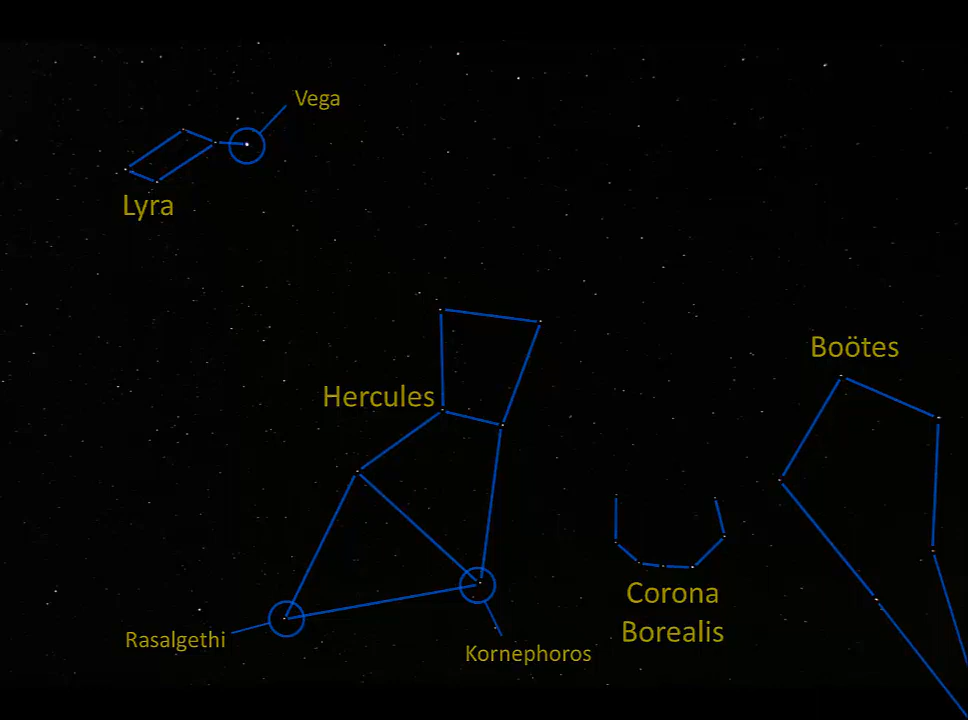 Vega
Lyra
Boötes
Hercules
Corona
Borealis
Rasalgethi
Kornephoros